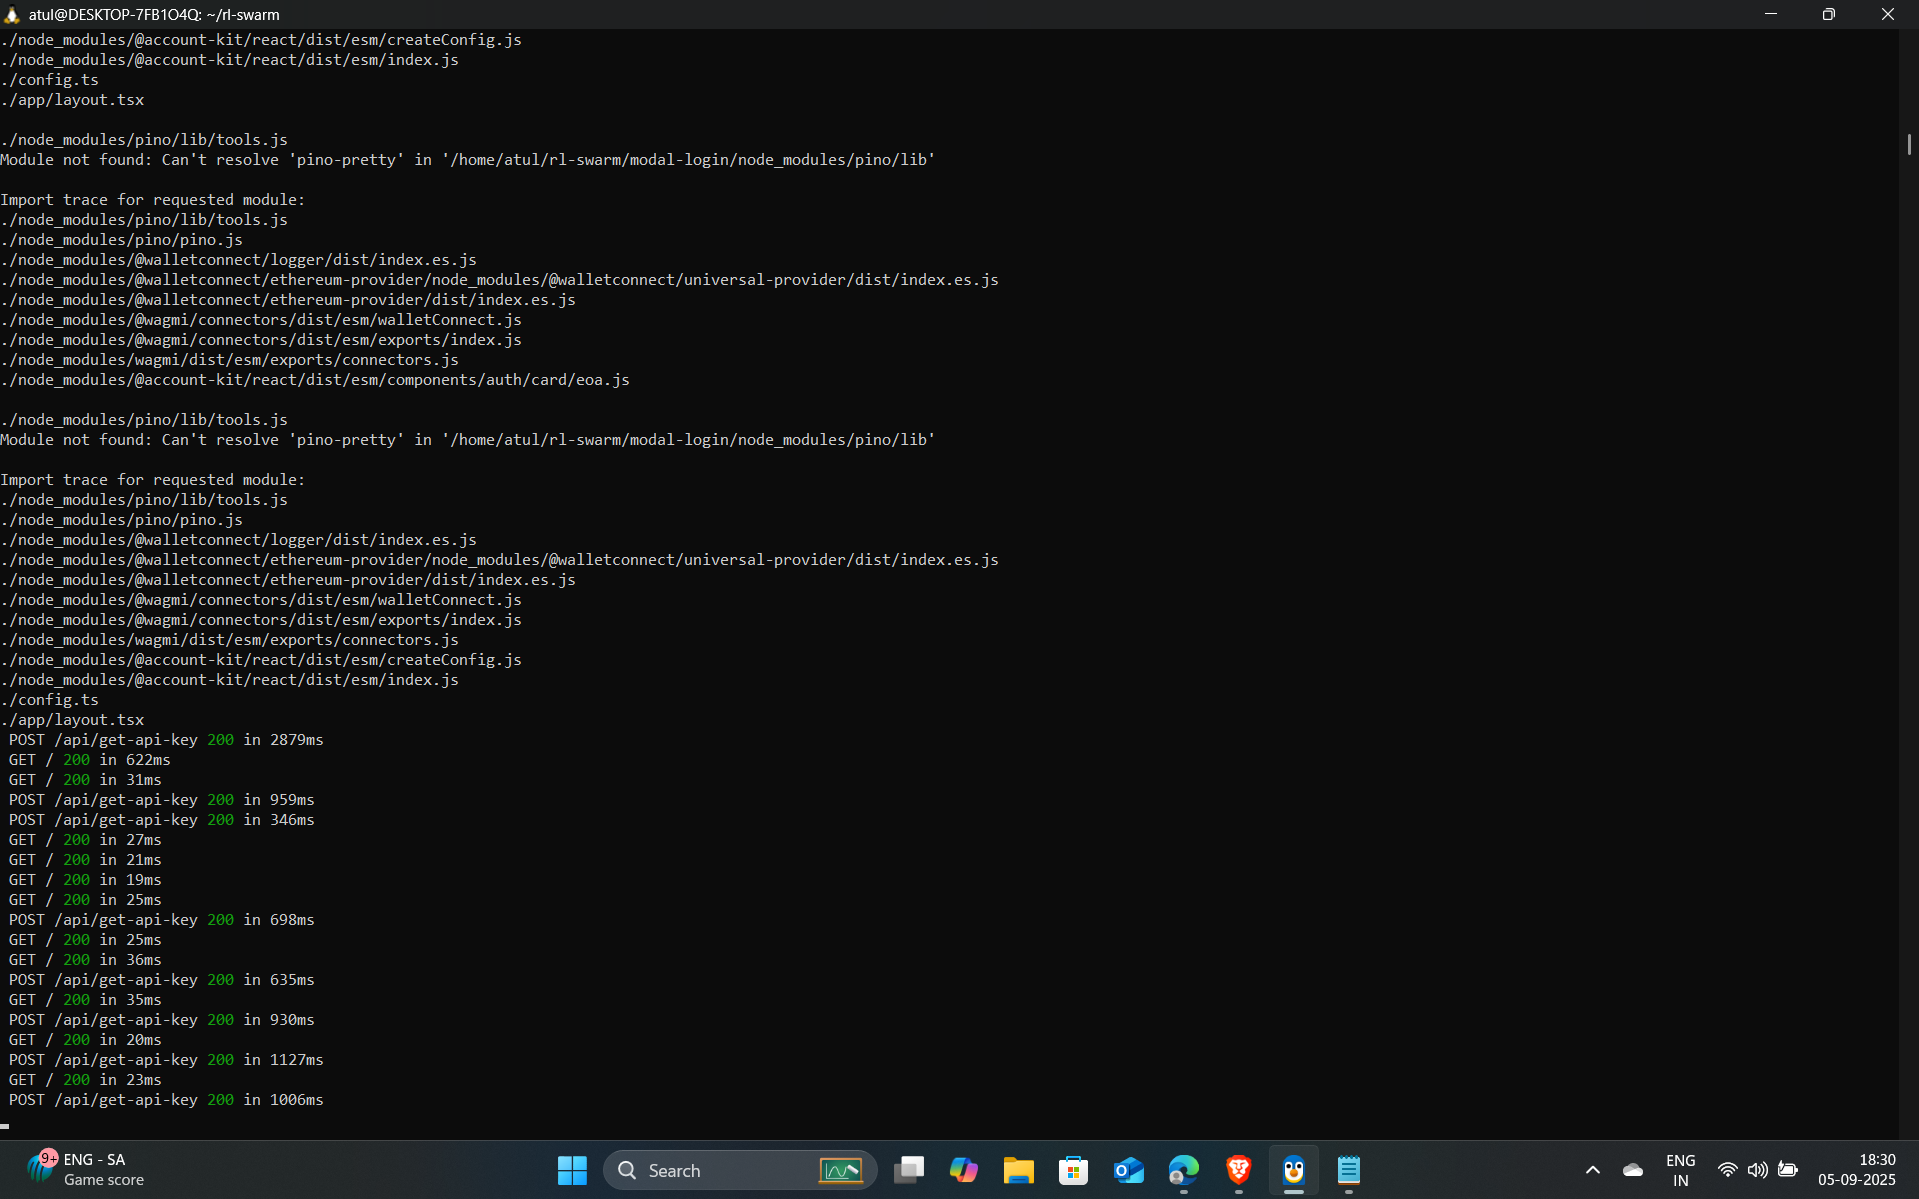 atul@DESKTOP-7FB1O4Q: ~/rl-swarm
./node_modules/@account-kit/react/dist/esm/createConfig.js
./node_modules/@account-kit/react/dist/esm/index.js
./config.ts
./app/layout.tsx
./node_modules/pino/lib/tools.js
Module not found: Can't resolve 'pino-pretty' in '/home/atul/rl-swarm/modal-login/node_modules/pino/lib'
Import trace for requested module:
./node_modules/pino/lib/tools.js
./node_modules/pino/pino.js
./node_modules/@walletconnect/logger/dist/index.es.js
./node_modules/@walletconnect/ethereum-provider/node_modules/@walletconnect/universal-provider/dist/index.es.js
./node_modules/@walletconnect/ethereum-provider/dist/index.es.js
./node_modules/@wagmi/connectors/dist/esm/walletConnect.js
./node_modules/@wagmi/connectors/dist/esm/exports/index.js
./node_modules/wagmi/dist/esm/exports/connectors.js
./node_modules/@account-kit/react/dist/esm/components/auth/card/eoa.js
./node_modules/pino/lib/tools.js
Module not found: Can't resolve 'pino-pretty' in '/home/atul/rl-swarm/modal-login/node_modules/pino/lib'
Import trace for requested module:
./node_modules/pino/lib/tools.js
./node_modules/pino/pino.js
./node_modules/@walletconnect/logger/dist/index.es.js
./node_modules/@walletconnect/ethereum-provider/node_modules/@walletconnect/universal-provider/dist/index.es.js
./node_modules/@walletconnect/ethereum-provider/dist/index.es.js
./node_modules/@wagmi/connectors/dist/esm/walletConnect.js
./node_modules/@wagmi/connectors/dist/esm/exports/index.js
./node_modules/wagmi/dist/esm/exports/connectors.js
./node_modules/@account-kit/react/dist/esm/createConfig.js
./node_modules/@account-kit/react/dist/esm/index.js
./config.ts
./app/layout.tsx
POST /api/get-api-key 200 in 2879ms
GET / 200 in 622ms
GET / 200 in 31ms
POST /api/get-api-key 200 in 959ms
POST /api/get-api-key 200 in 346ms
GET / 200 in 27ms
GET / 200 in 21ms
GET / 200 in 19ms
GET / 200 in 25ms
POST /api/get-api-key 200 in 698ms
GET / 200 in 25ms
GET / 200 in 36ms
POST /api/get-api-key 200 in 635ms
GET / 200 in 35ms
POST /api/get-api-key 200 in 930ms
GET / 200 in 20ms
POST /api/get-api-key 200 in 1127ms
GET / 200 in 23ms
POST /api/get-api-key 200 in 1006ms
9+
ENG - SA
Game score
Search
ENG
IN
18:30
05-09-2025